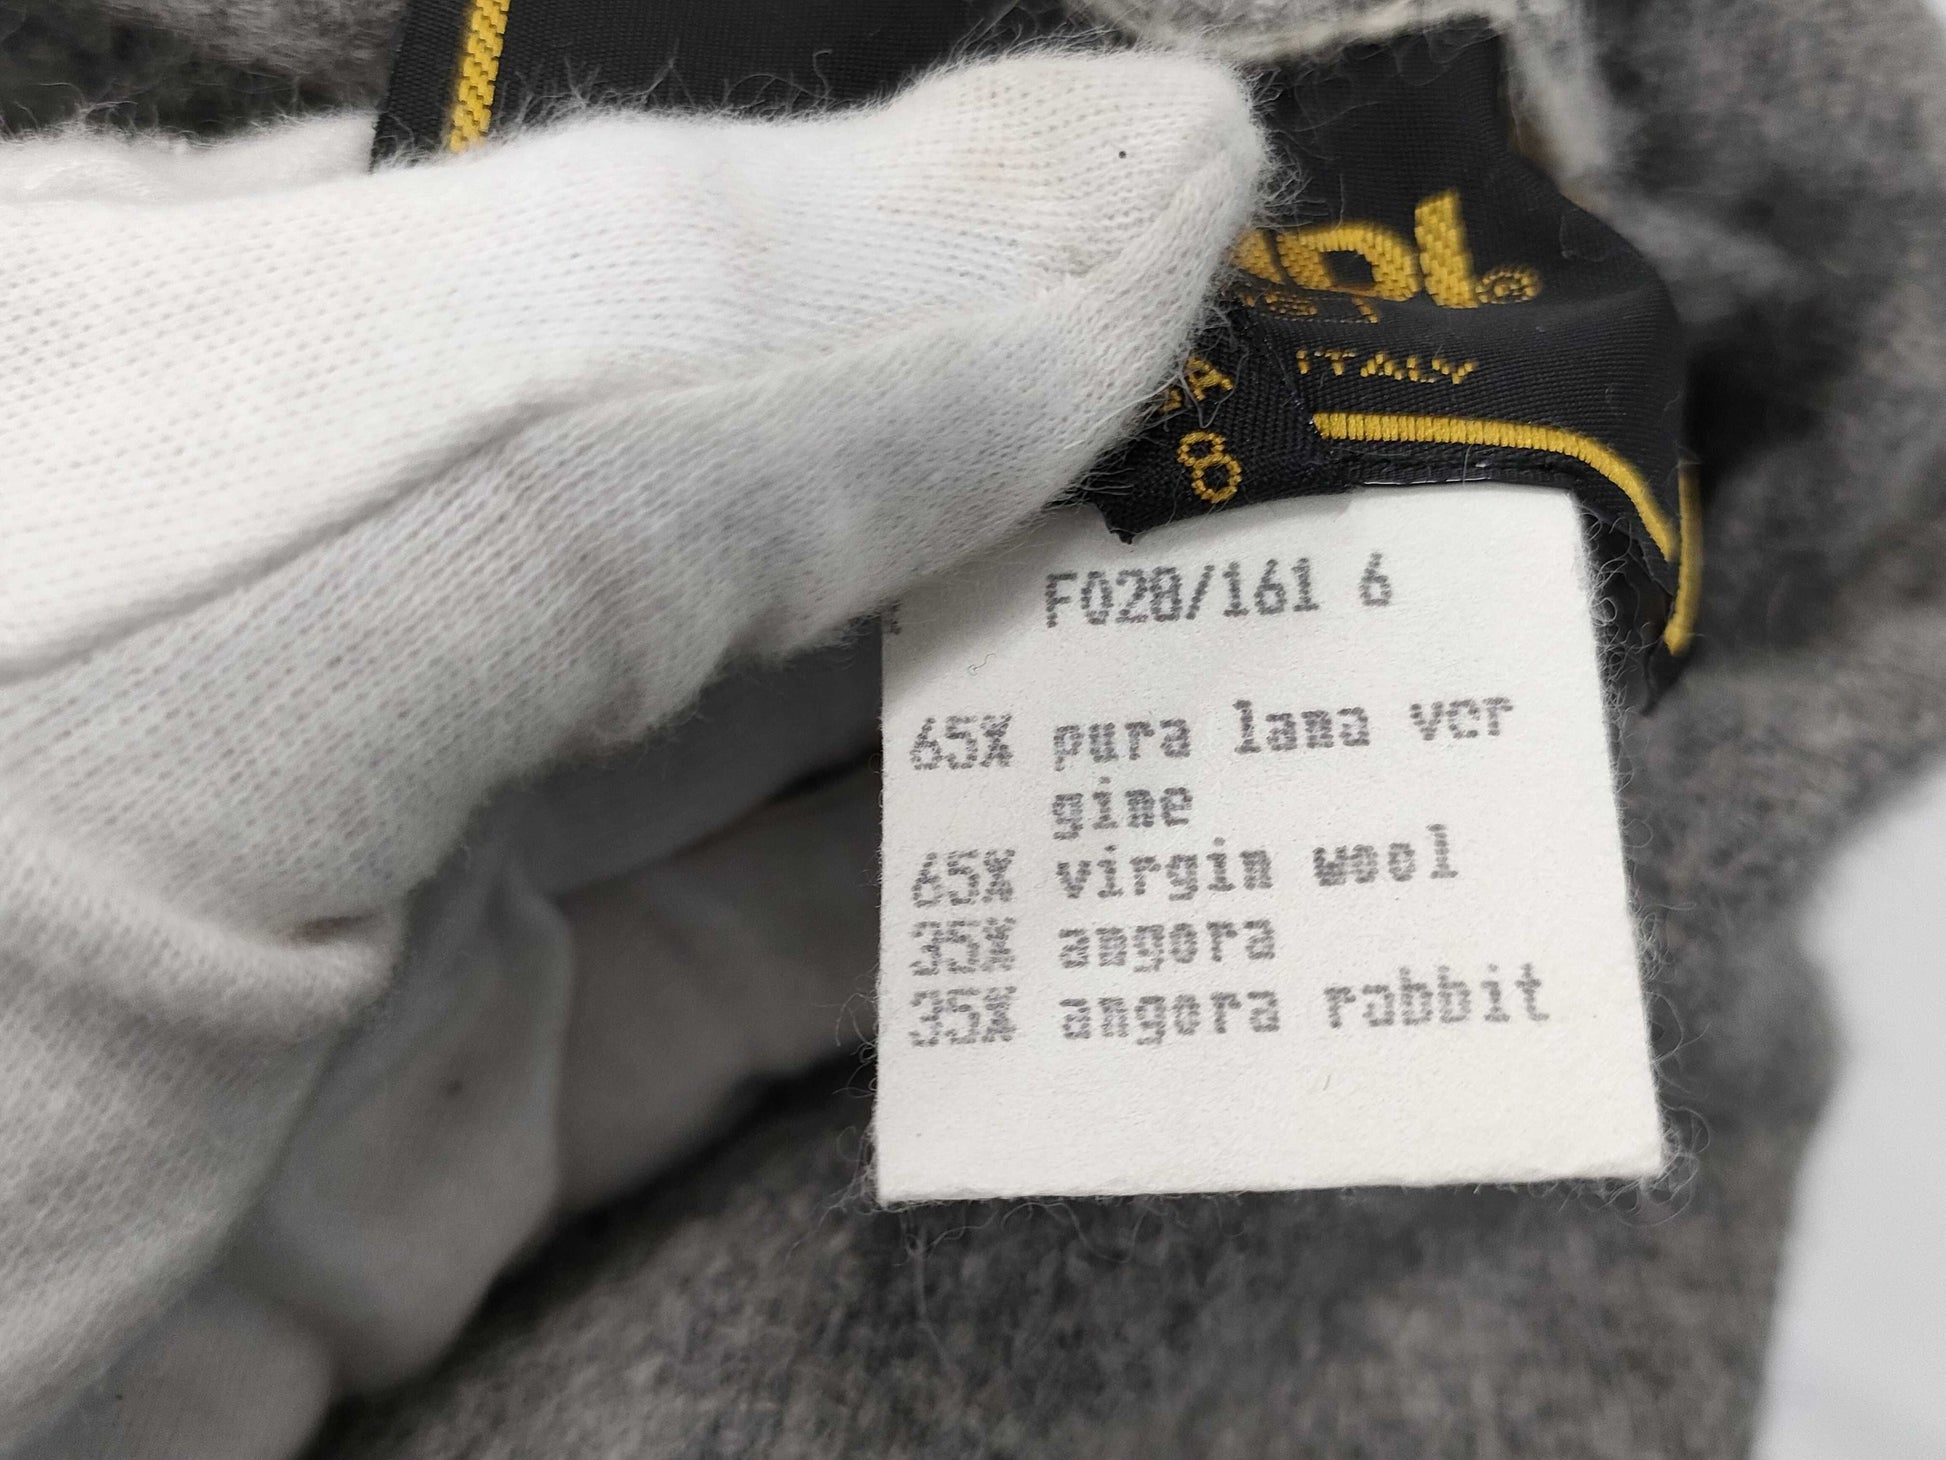 ITALY
8
F028/161 6
65% pura lana ver
gine
65% virgin wool
35% angora
35% angora rabbit